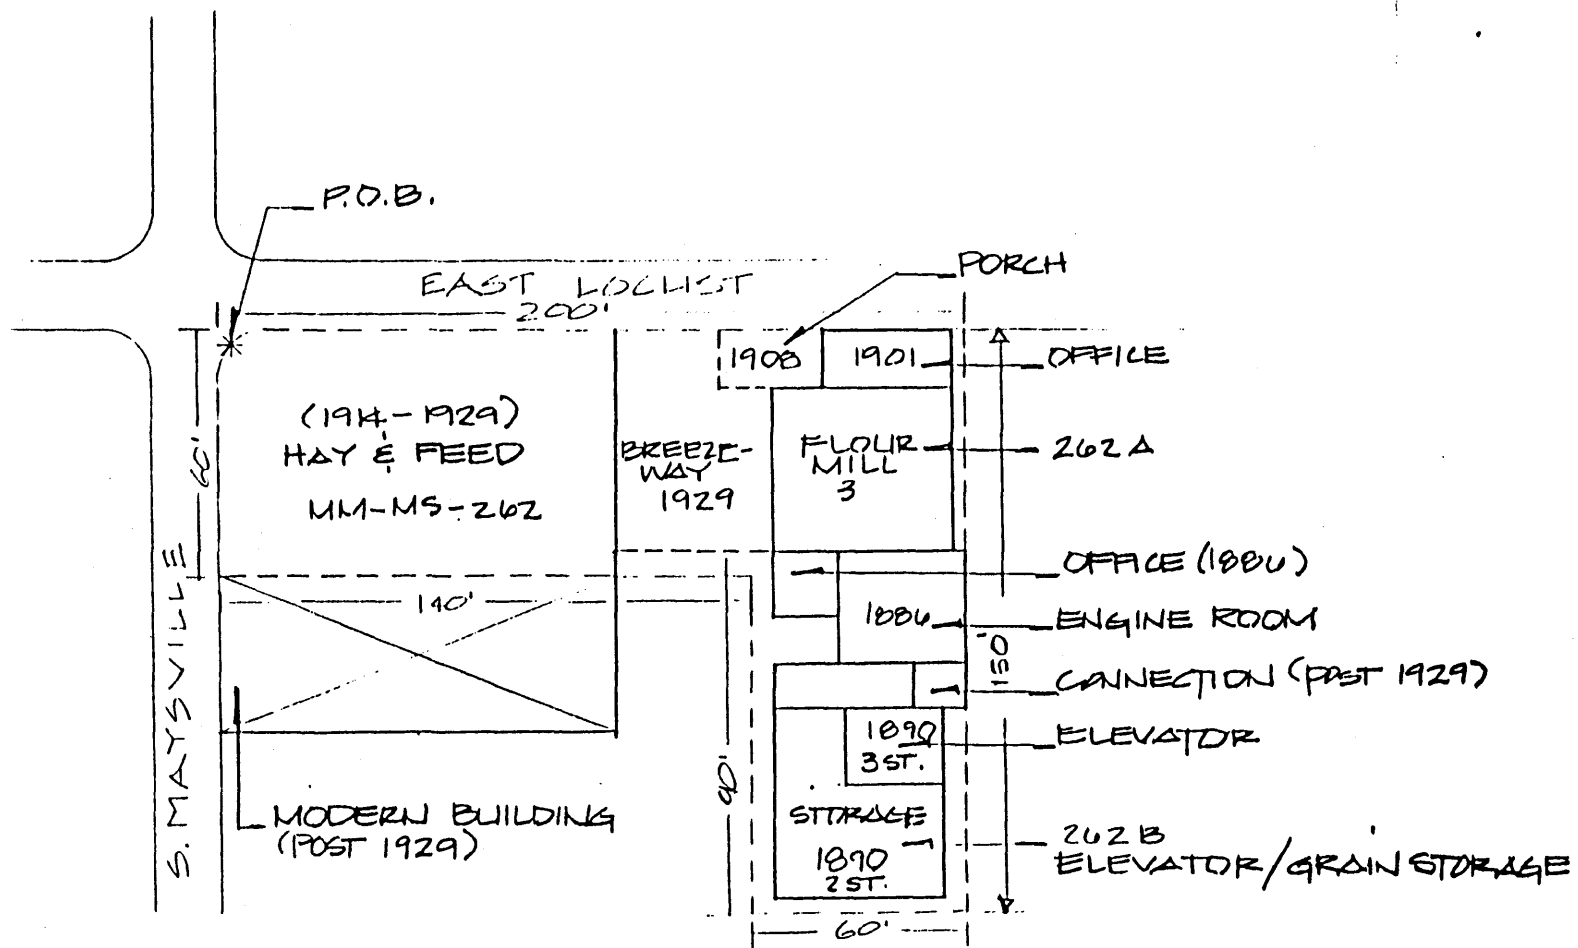 P.O.B.
PORCH
EAST LOCUST
200'
1908
1901
OFFICE
(1914-1929)
HAY & FEED
MM-MS-262
60'
BREEZE-
WAY
1929
FLOUR
MILL
3
262 A
OFFICE (1886)
140'
1886
ENGINE ROOM
150'
CONNECTION (POST 1929)
1890
3 ST.
ELEVATOR
90'
S. MAYSVILLE
MODERN BUILDING
(POST 1929)
STORAGE
1890
2 ST.
262 B
ELEVATOR/GRAIN STORAGE
60'